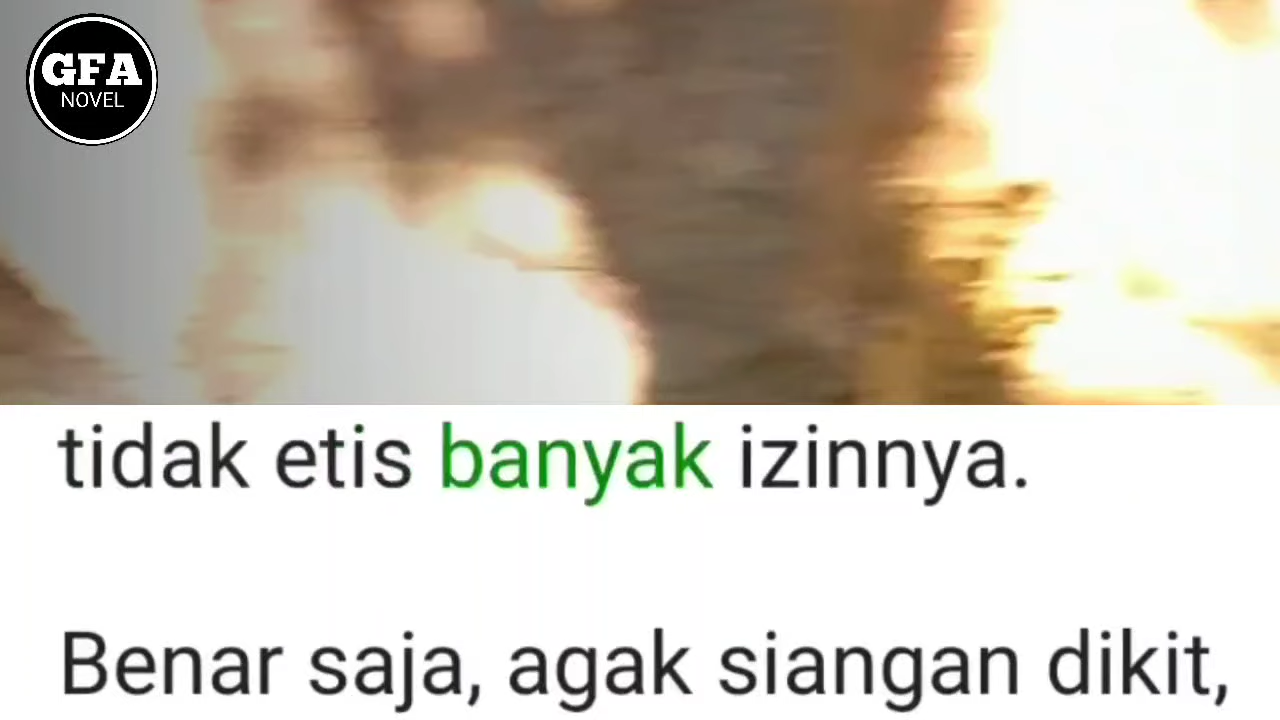 GFA
NOVEL
tidak etis banyak izinnya.
Benar saja, agak siangan dikit,